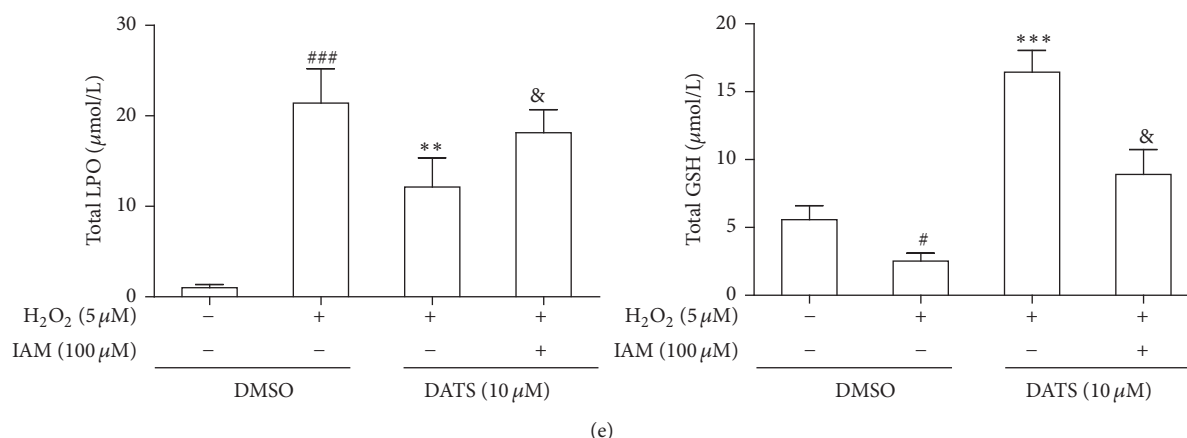 Total LPO (μmol/L)
30
20
10
0
###
**
&
H₂O₂ (5 μM) − + + +
IAM (100 μM) − − − +
DMSO DATS (10 μM)
Total GSH (μmol/L)
20
15
10
5
0
#
***
&
H₂O₂ (5 μM) − + + +
IAM (100 μM) − − − +
DMSO DATS (10 μM)
(e)